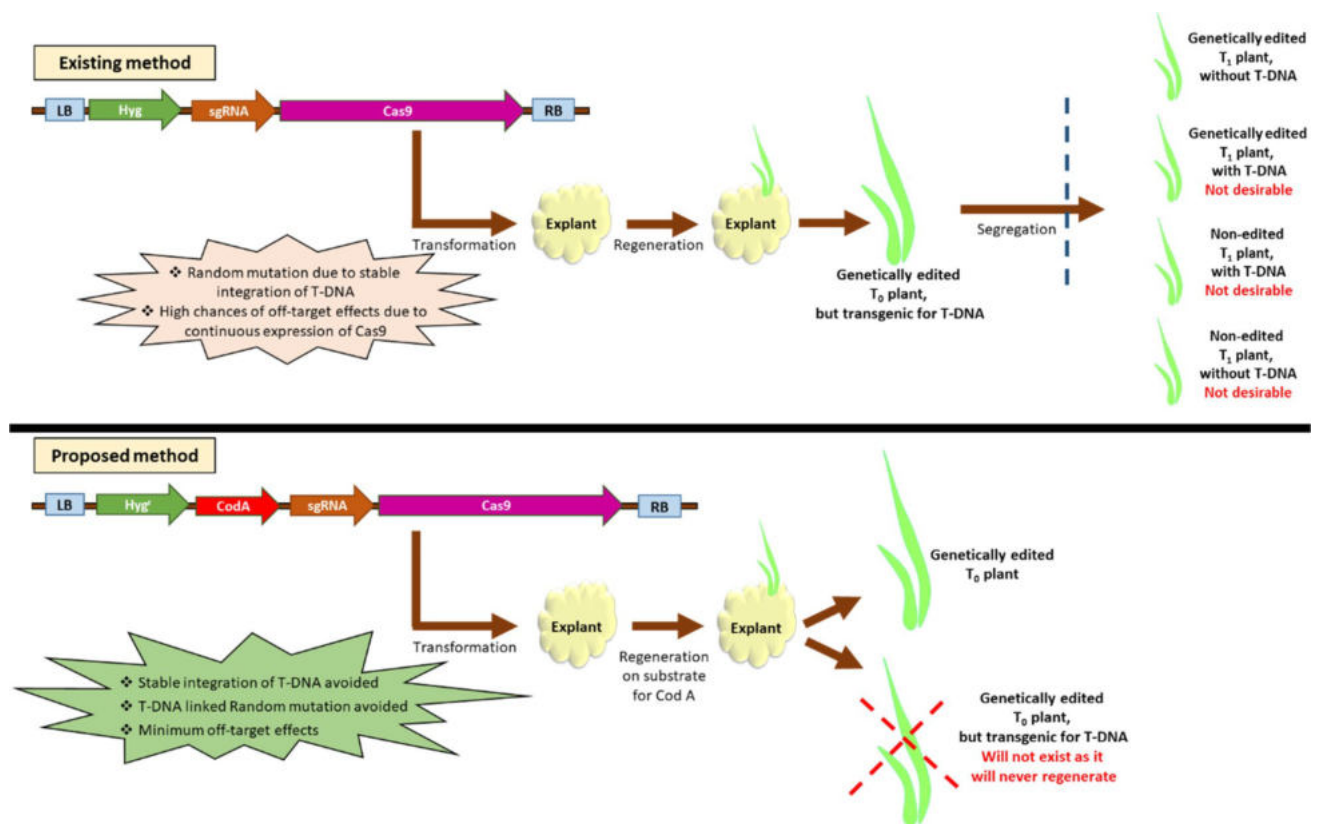 Existing method
LB
Hyg
sgRNA
Cas9
RB
❖ Random mutation due to stable
integration of T-DNA
❖ High chances of off-target effects due to
continuous expression of Cas9
Transformation
Explant
Regeneration
Explant
Genetically edited
T₀ plant,
but transgenic for T-DNA
Segregation
Genetically edited
T₁ plant,
without T-DNA
Genetically edited
T₁ plant,
with T-DNA
Not desirable
Non-edited
T₁ plant,
with T-DNA
Not desirable
Non-edited
T₁ plant,
without T-DNA
Not desirable
Proposed method
LB
Hygʳ
CodA
sgRNA
Cas9
RB
❖ Stable integration of T-DNA avoided
❖ T-DNA linked Random mutation avoided
❖ Minimum off-target effects
Transformation
Explant
Regeneration
on substrate
for Cod A
Explant
Genetically edited
T₀ plant
Genetically edited
T₀ plant,
but transgenic for T-DNA
Will not exist as it
will never regenerate